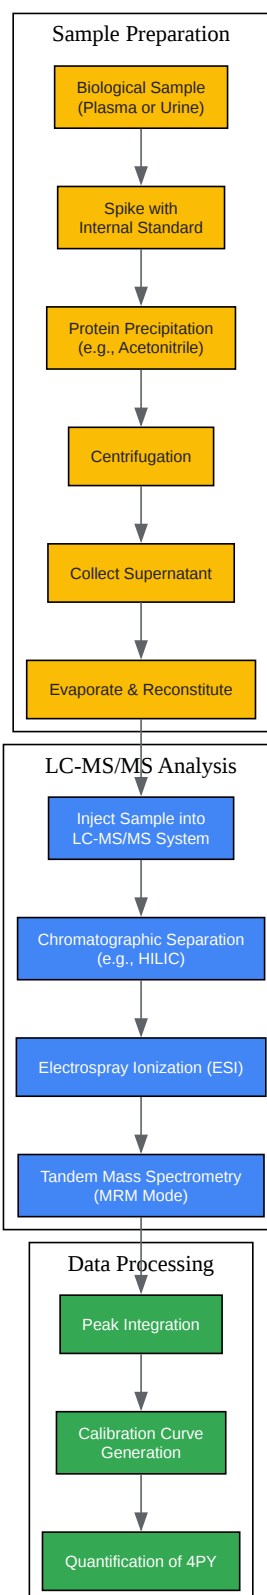 Sample Preparation
Biological Sample
(Plasma or Urine)
Spike with
Internal Standard
Protein Precipitation
(e.g., Acetonitrile)
Centrifugation
Collect Supernatant
Evaporate & Reconstitute
LC-MS/MS Analysis
Inject Sample into
LC-MS/MS System
Chromatographic Separation
(e.g., HILIC)
Electrospray Ionization (ESI)
Tandem Mass Spectrometry
(MRM Mode)
Data Processing
Peak Integration
Calibration Curve
Generation
Quantification of 4PY